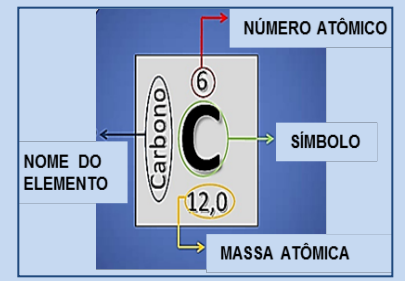 NÚMERO ATÔMICO
6
Carbono
C
SÍMBOLO
NOME DO
ELEMENTO
12,0
MASSA ATÔMICA